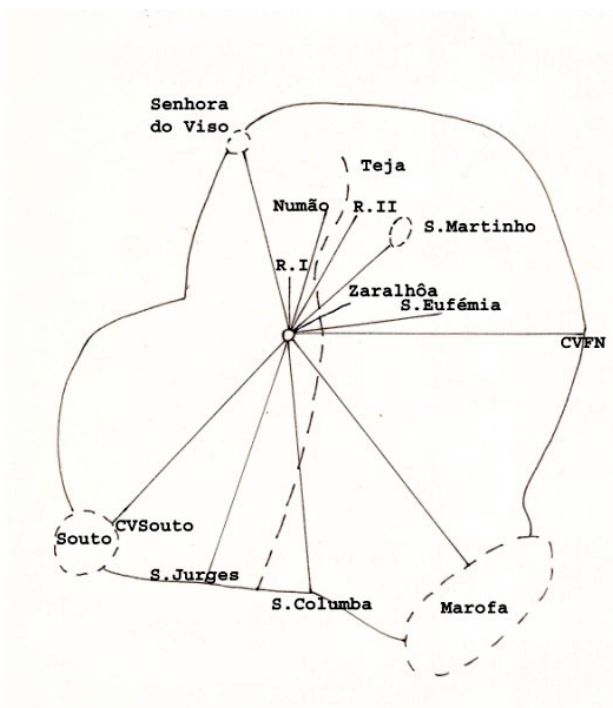 Senhora
do Viso
Teja
Numão
R.II
S.Martinho
R.I
Zaralhôa
S.Eufémia
CVFN
CVSouto
Souto
S.Jurges
S.Columba
Marofa